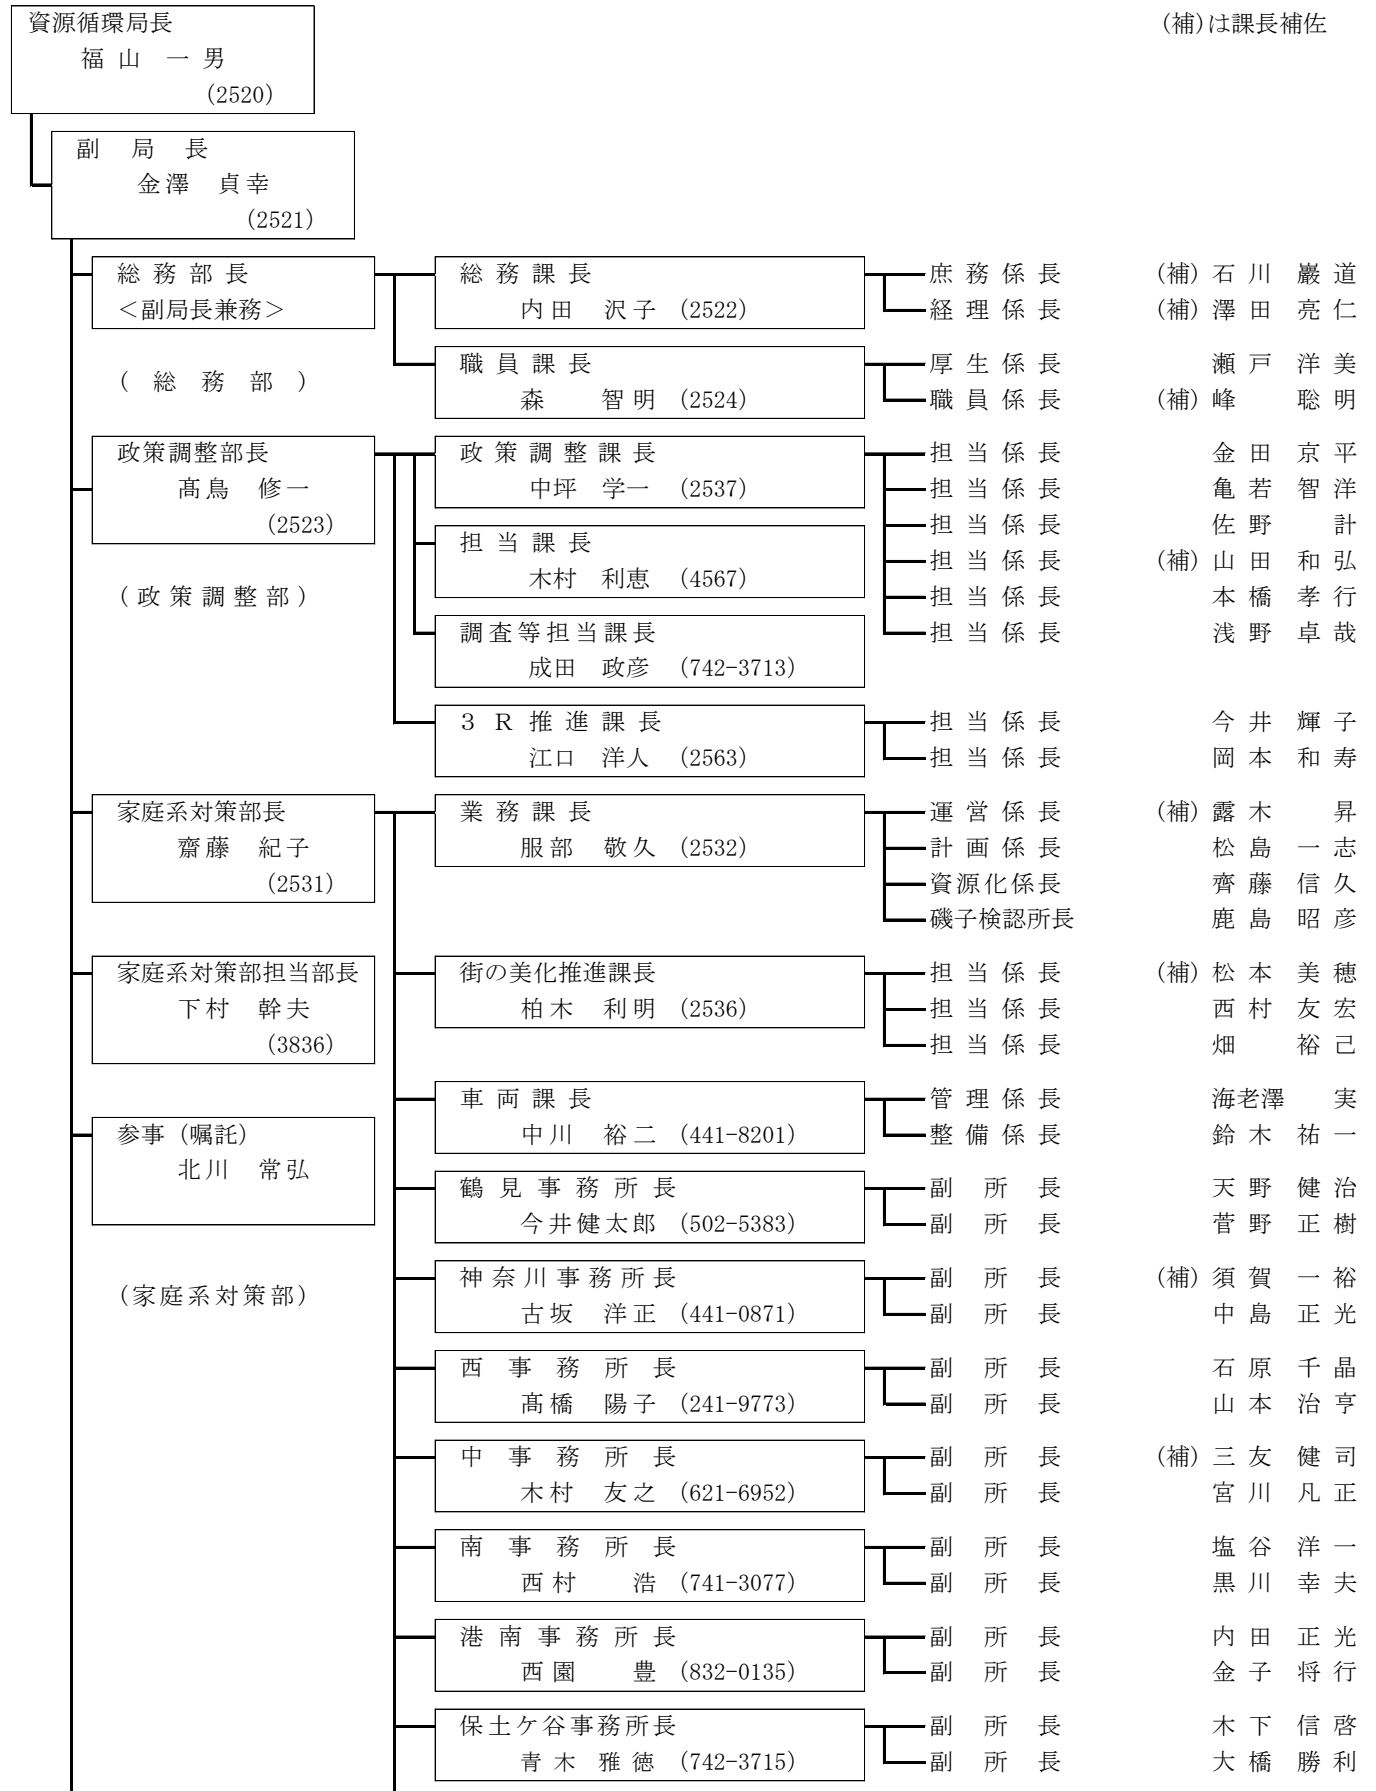 資源循環局長 (補)は課長補佐
福山 一男
(2520)
副局長
金澤 貞幸
(2521)
総務部長 総務課長 庶務係長 (補) 石川 巖道
＜副局長兼務＞ 内田 沢子 (2522) 経理係長 (補) 澤田 亮仁
職員課長 厚生係長 瀬戸 洋美
(総務部) 森 智明 (2524) 職員係長 (補) 峰 聡明
政策調整部長 政策調整課長 担当係長 金田 京平
髙鳥 修一 中坪 学一 (2537) 担当係長 亀若 智洋
(2523) 担当係長 佐野 計
担当課長 担当係長 (補) 山田 和弘
(政策調整部) 木村 利恵 (4567) 担当係長 本橋 孝行
調査等担当課長 担当係長 浅野 卓哉
成田 政彦 (742-3713)
３Ｒ推進課長 担当係長 今井 輝子
江口 洋人 (2563) 担当係長 岡本 和寿
家庭系対策部長 業務課長 運営係長 (補) 露木 昇
齋藤 紀子 服部 敬久 (2532) 計画係長 松島 一志
(2531) 資源化係長 齊藤 信久
磯子検認所長 鹿島 昭彦
家庭系対策部担当部長 街の美化推進課長 担当係長 (補) 松本 美穂
下村 幹夫 柏木 利明 (2536) 担当係長 西村 友宏
(3836) 担当係長 畑 裕己
車両課長 管理係長 海老澤 実
参事（嘱託） 中川 裕二 (441-8201) 整備係長 鈴木 祐一
北川 常弘
鶴見事務所長 副所長 天野 健治
今井健太郎 (502-5383) 副所長 菅野 正樹
神奈川事務所長 副所長 (補) 須賀 一裕
(家庭系対策部) 古坂 洋正 (441-0871) 副所長 中島 正光
西事務所長 副所長 石原 千晶
髙橋 陽子 (241-9773) 副所長 山本 治亨
中事務所長 副所長 (補) 三友 健司
木村 友之 (621-6952) 副所長 宮川 凡正
南事務所長 副所長 塩谷 洋一
西村 浩 (741-3077) 副所長 黒川 幸夫
港南事務所長 副所長 内田 正光
西園 豊 (832-0135) 副所長 金子 将行
保土ケ谷事務所長 副所長 木下 信啓
青木 雅徳 (742-3715) 副所長 大橋 勝利